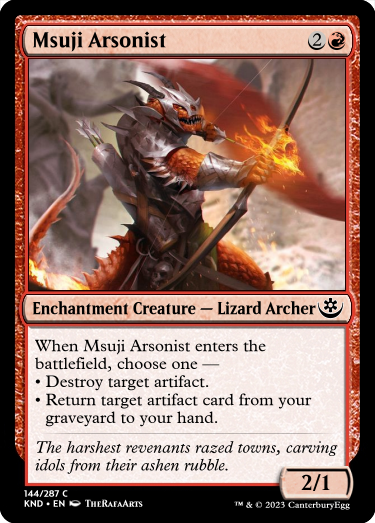 Msuji Arsonist 2
Enchantment Creature — Lizard Archer
When Msuji Arsonist enters the
battlefield, choose one —
• Destroy target artifact.
• Return target artifact card from your
graveyard to your hand.
The harshest revenants razed towns, carving
idols from their ashen rubble.
2/1
144/287 C
KND • EN TheRafaArts
™ & © 2023 CanterburyEgg